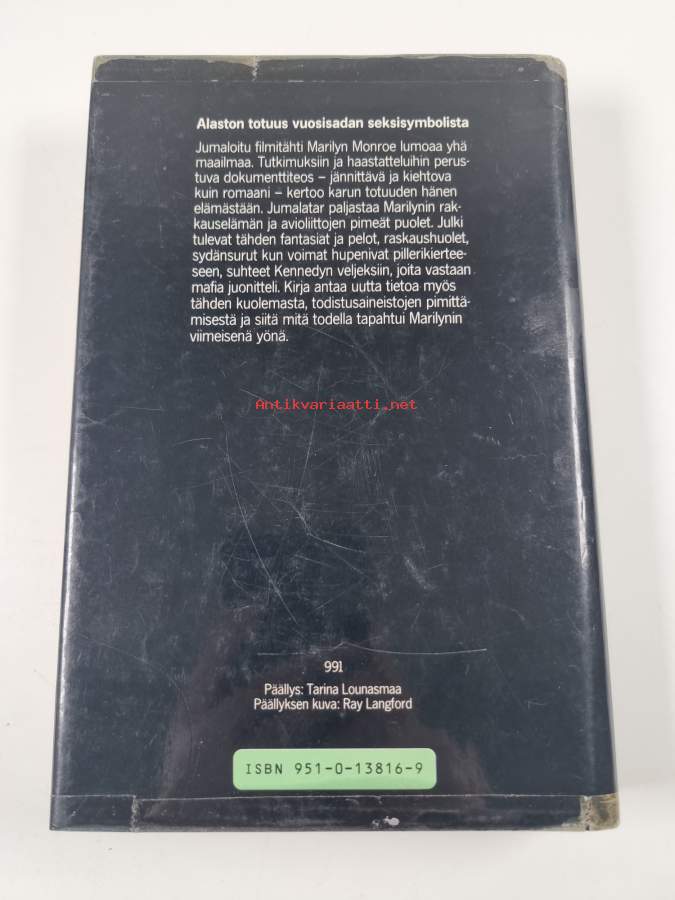 Alaston totuus vuosisadan seksisymbolista
Jumaloitu filmitähti Marilyn Monroe lumoaa yhä
maailmaa. Tutkimuksiin ja haastatteluihin perus-
tuva dokumenttiteos – jännittävä ja kiehtova
kuin romaani – kertoo karun totuuden hänen
elämästään. Jumalatar paljastaa Marilynin rak-
kauselämän ja avioliittojen pimeät puolet. Julki
tulevat tähden fantasiat ja pelot, raskaushuolet,
sydänsurut kun voimat hupenivat pillerikiertee-
seen, suhteet Kennedyn veljeksiin, joita vastaan
mafia juonitteli. Kirja antaa uutta tietoa myös
tähden kuolemasta, todistusaineistojen pimittä-
misestä ja siitä mitä todella tapahtui Marilynin
viimeisenä yönä.
Antikvariaatti.net
991
Päällys: Tarina Lounasmaa
Päällyksen kuva: Ray Langford
ISBN 951-0-13816-9